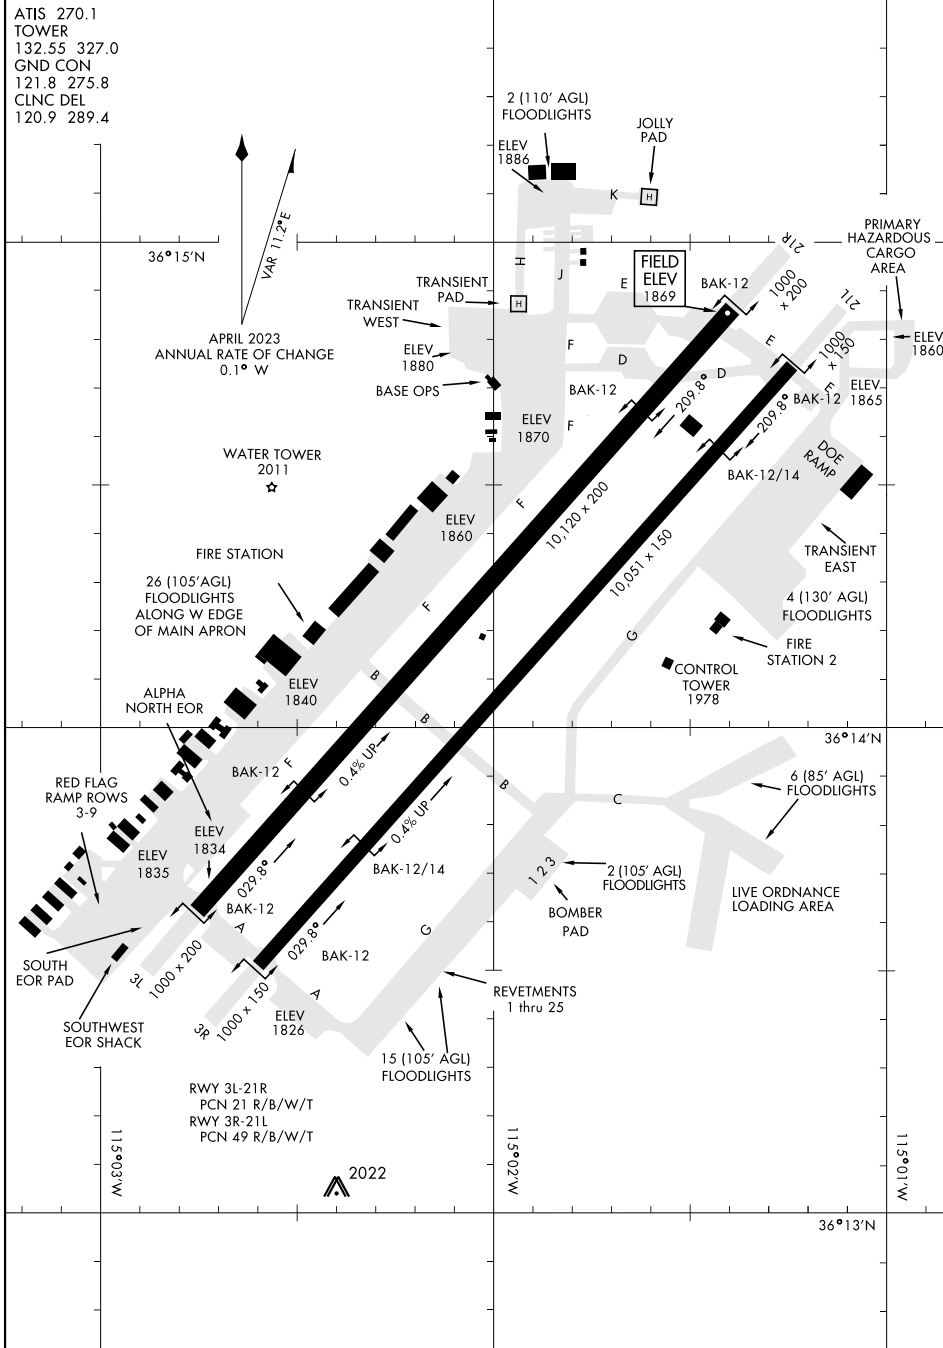 ATIS 270.1
TOWER
132.55 327.0
GND CON
121.8 275.8
CLNC DEL
120.9 289.4
2 (110' AGL)
FLOODLIGHTS
JOLLY
PAD
ELEV
1886
H
K
36°15'N
VAR 11.2°E
APRIL 2023
ANNUAL RATE OF CHANGE
0.1° W
PRIMARY
HAZARDOUS
CARGO
AREA
21R
H
J
E
FIELD
ELEV
1869
BAK-12
1000
x 200
21L
TRANSIENT
PAD
H
TRANSIENT
WEST
ELEV
1880
BASE OPS
F
D
E
D
1000
x 150
E
ELEV
1860
ELEV
1865
BAK-12
209.8°
BAK-12
209.8°
ELEV
1870
F
DOE
RAMP
BAK-12/14
WATER TOWER
2011
ELEV
1860
F
10,120 x 200
10,051 x 150
TRANSIENT
EAST
FIRE STATION
26 (105'AGL)
FLOODLIGHTS
ALONG W EDGE
OF MAIN APRON
F
G
4 (130' AGL)
FLOODLIGHTS
FIRE
STATION 2
CONTROL
TOWER
1978
ELEV
1840
B
B
ALPHA
NORTH EOR
36°14'N
BAK-12
F
0.4% UP
0.4% UP
B
C
6 (85' AGL)
FLOODLIGHTS
RED FLAG
RAMP ROWS
3-9
ELEV
1834
ELEV
1835
029.8°
BAK-12/14
1 2 3
2 (105' AGL)
FLOODLIGHTS
BOMBER
PAD
LIVE ORDNANCE
LOADING AREA
BAK-12
A
029.8°
G
BAK-12
SOUTH
EOR PAD
3L
1000 x 200
SOUTHWEST
EOR SHACK
3R
1000 x 150
A
ELEV
1826
REVETMENTS
1 thru 25
15 (105' AGL)
FLOODLIGHTS
RWY 3L-21R
PCN 21 R/B/W/T
RWY 3R-21L
PCN 49 R/B/W/T
115°03'W
115°02'W
115°01'W
2022
36°13'N